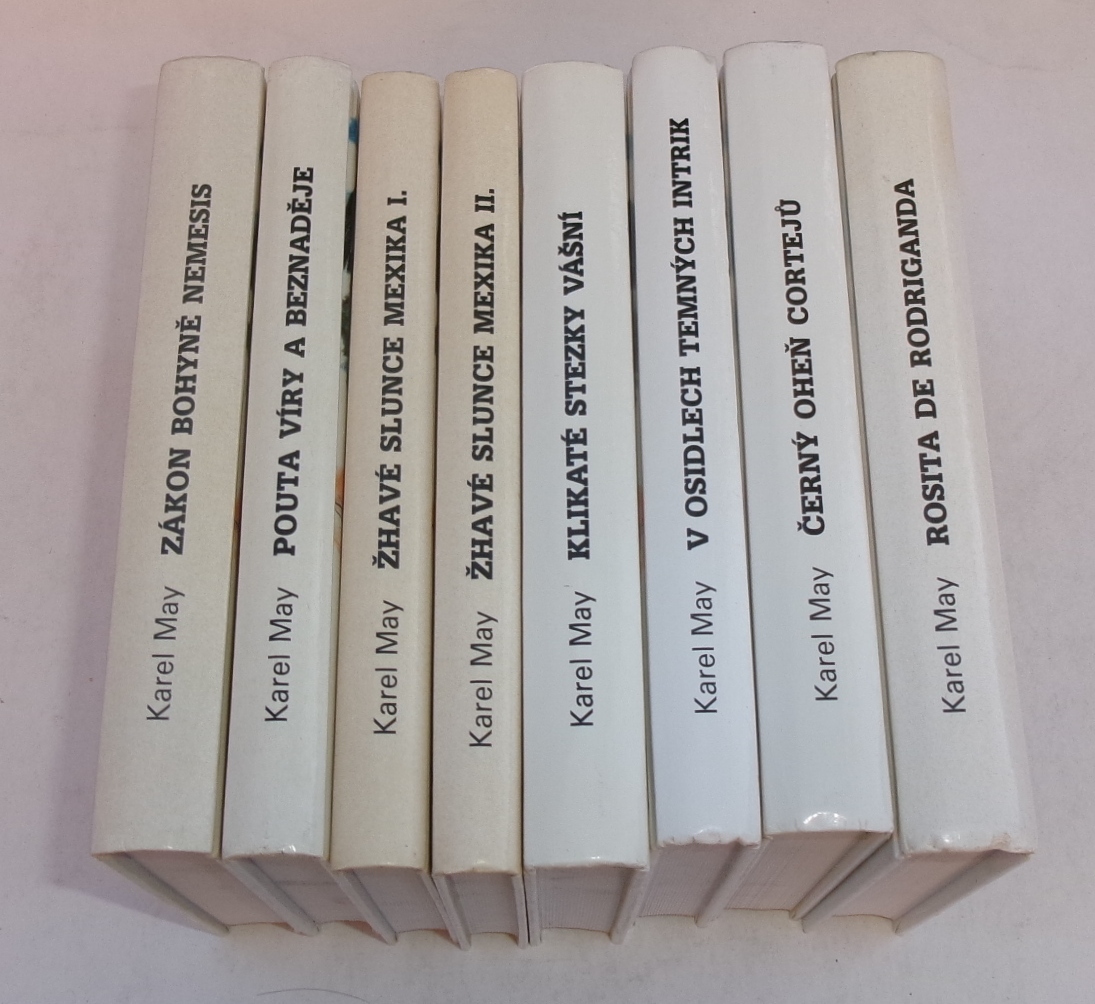 Karel May ZÁKON BOHYNĚ NEMESIS
Karel May POUTA VÍRY A BEZNADĚJE
Karel May ŽHAVÉ SLUNCE MEXIKA I.
Karel May ŽHAVÉ SLUNCE MEXIKA II.
Karel May KLIKATÉ STEZKY VÁŠNÍ
Karel May V OSIDLECH TEMNÝCH INTRIK
Karel May ČERNÝ OHEŇ CORTEJŮ
Karel May ROSITA DE RODRIGANDA